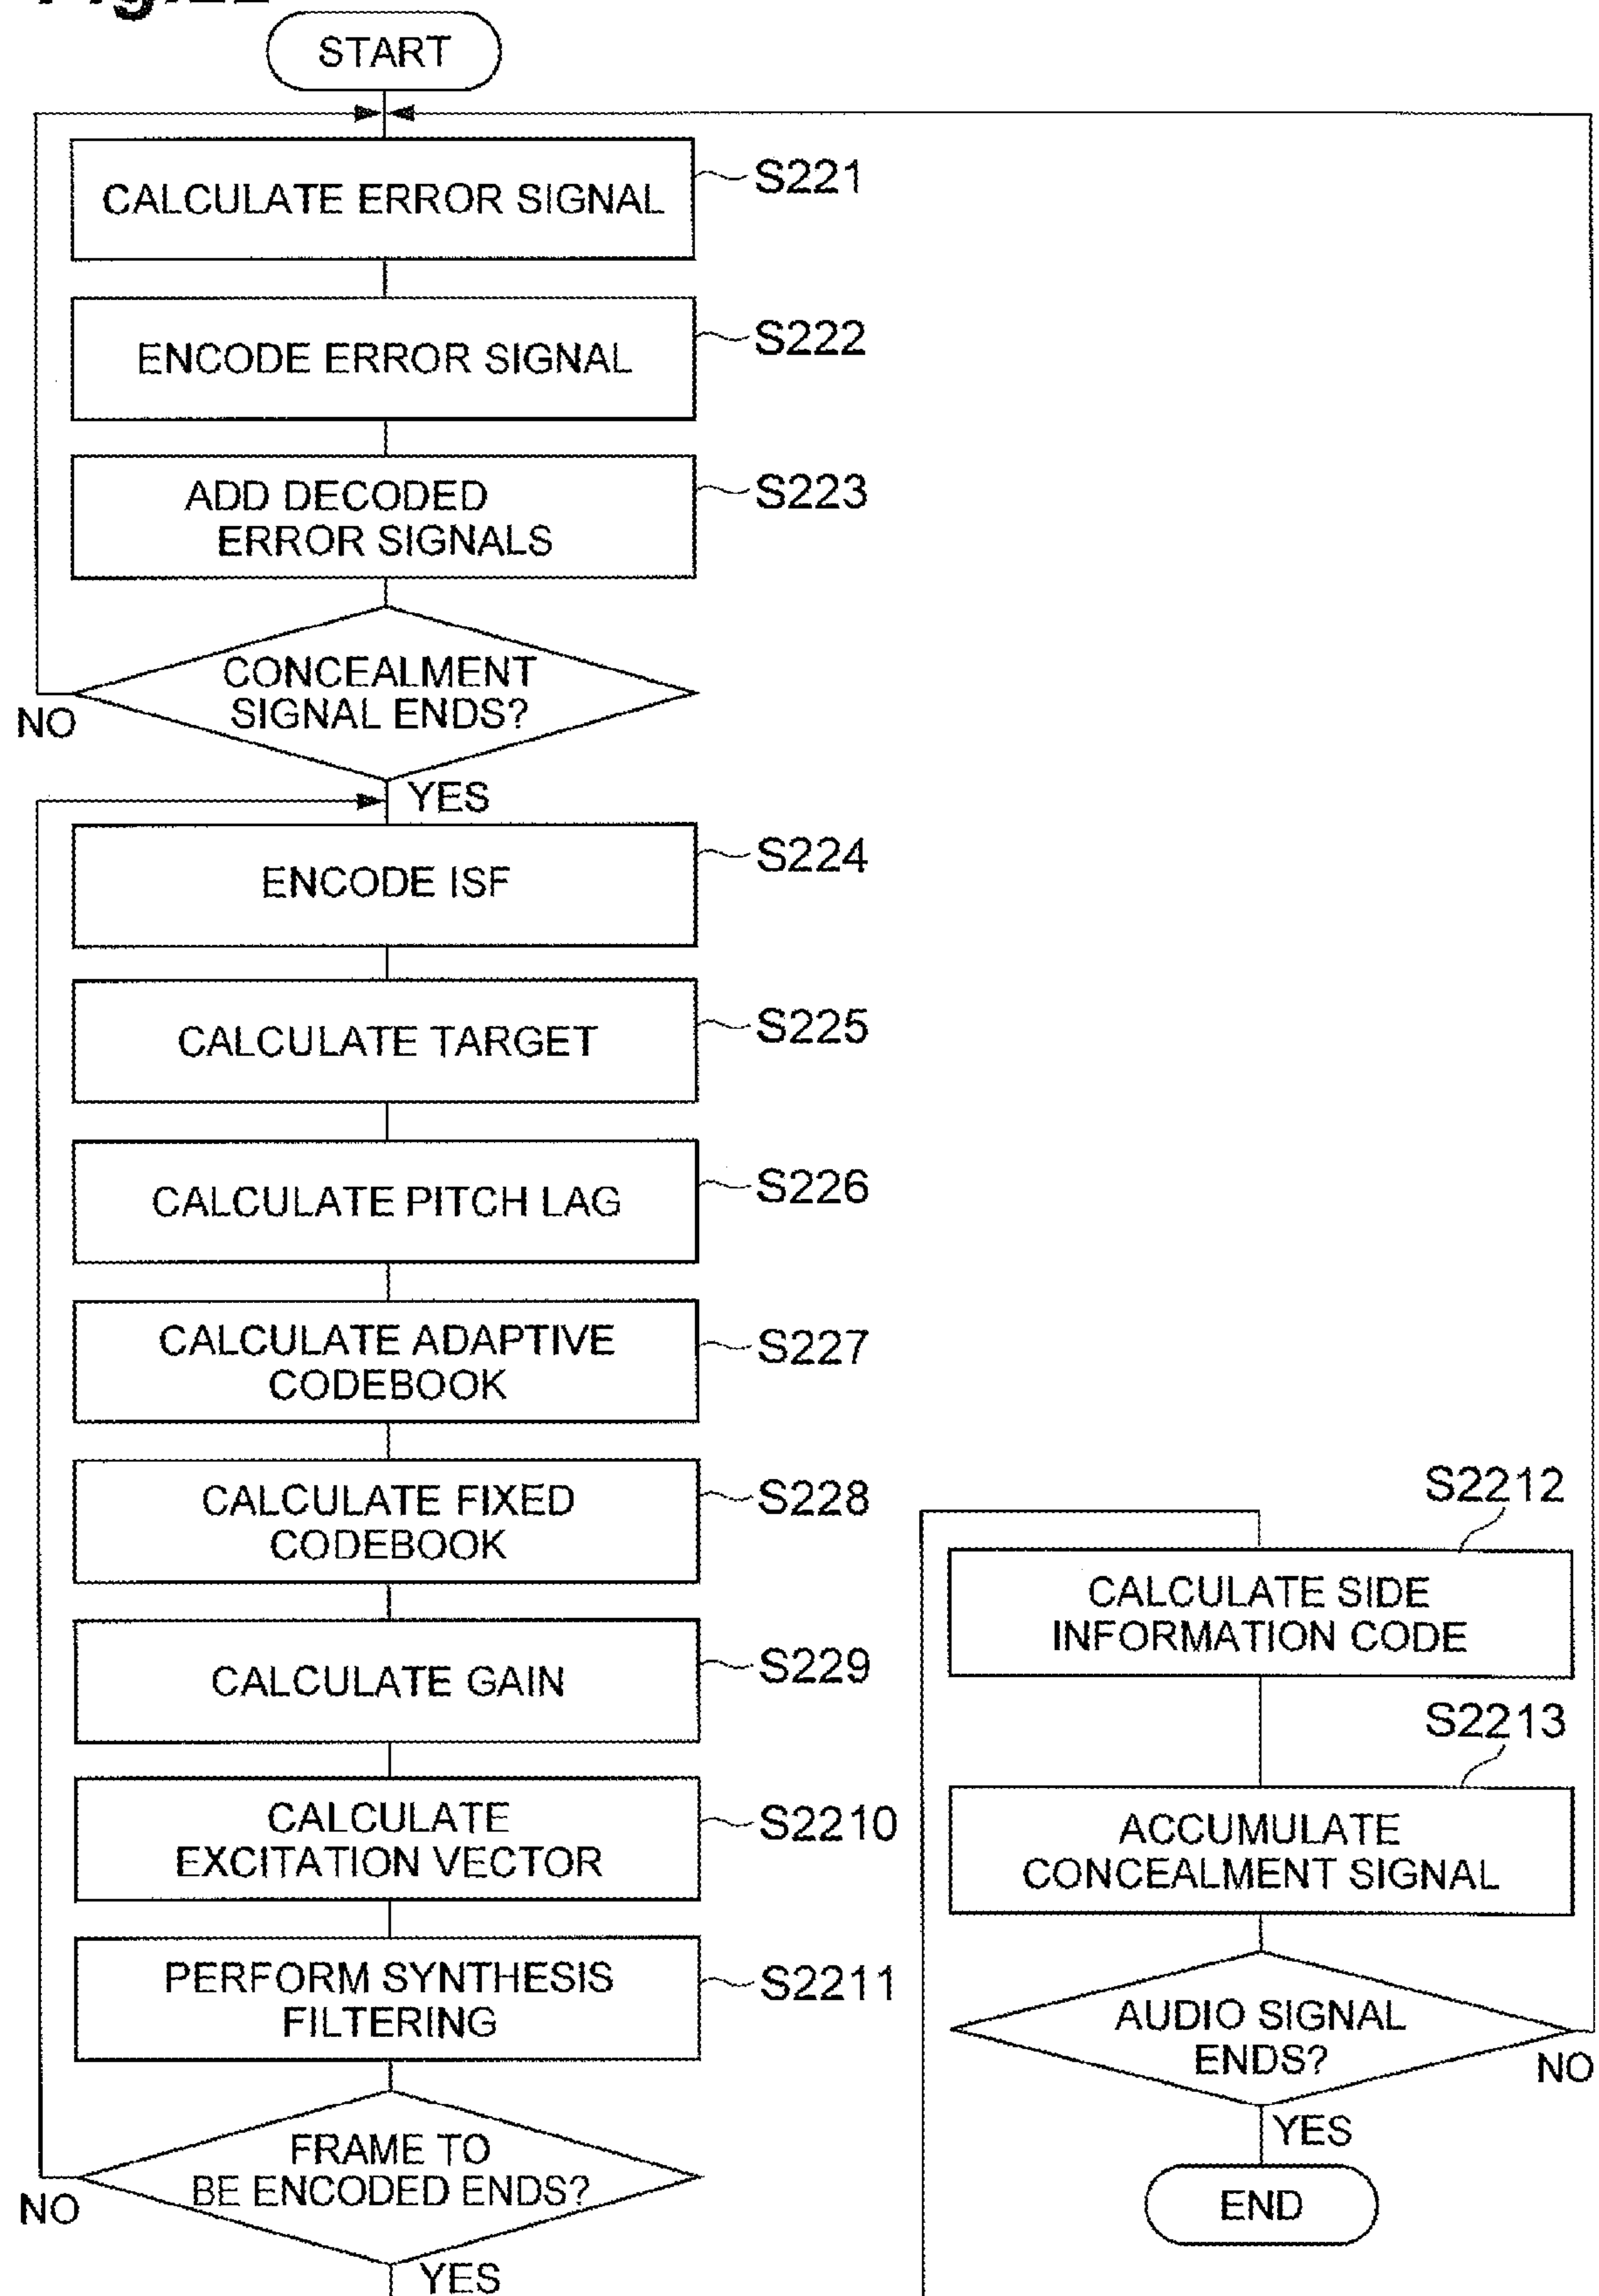 START
CALCULATE ERROR SIGNAL
S221
ENCODE ERROR SIGNAL
S222
ADD DECODED
ERROR SIGNALS
S223
CONCEALMENT
SIGNAL ENDS?
NO
YES
ENCODE ISF
S224
CALCULATE TARGET
S225
CALCULATE PITCH LAG
S226
CALCULATE ADAPTIVE
CODEBOOK
S227
CALCULATE FIXED
CODEBOOK
S228
CALCULATE GAIN
S229
CALCULATE
EXCITATION VECTOR
S2210
PERFORM SYNTHESIS
FILTERING
S2211
FRAME TO
BE ENCODED ENDS?
NO
YES
S2212
CALCULATE SIDE
INFORMATION CODE
S2213
ACCUMULATE
CONCEALMENT SIGNAL
AUDIO SIGNAL
ENDS?
NO
YES
END